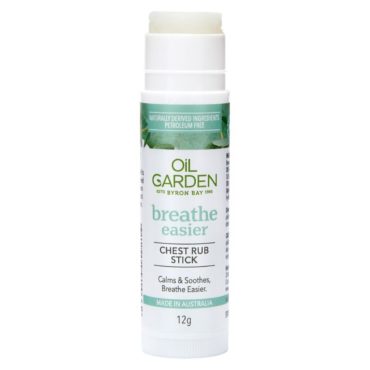 NATURALLY DERIVED INGREDIENTS
PETROLEUM FREE
OiL
GARDEN
ESTD BYRON BAY 1996
breathe
easier
CHEST RUB
STICK
Calms & Soothes,
Breathe Easier.
MADE IN AUSTRALIA
12g